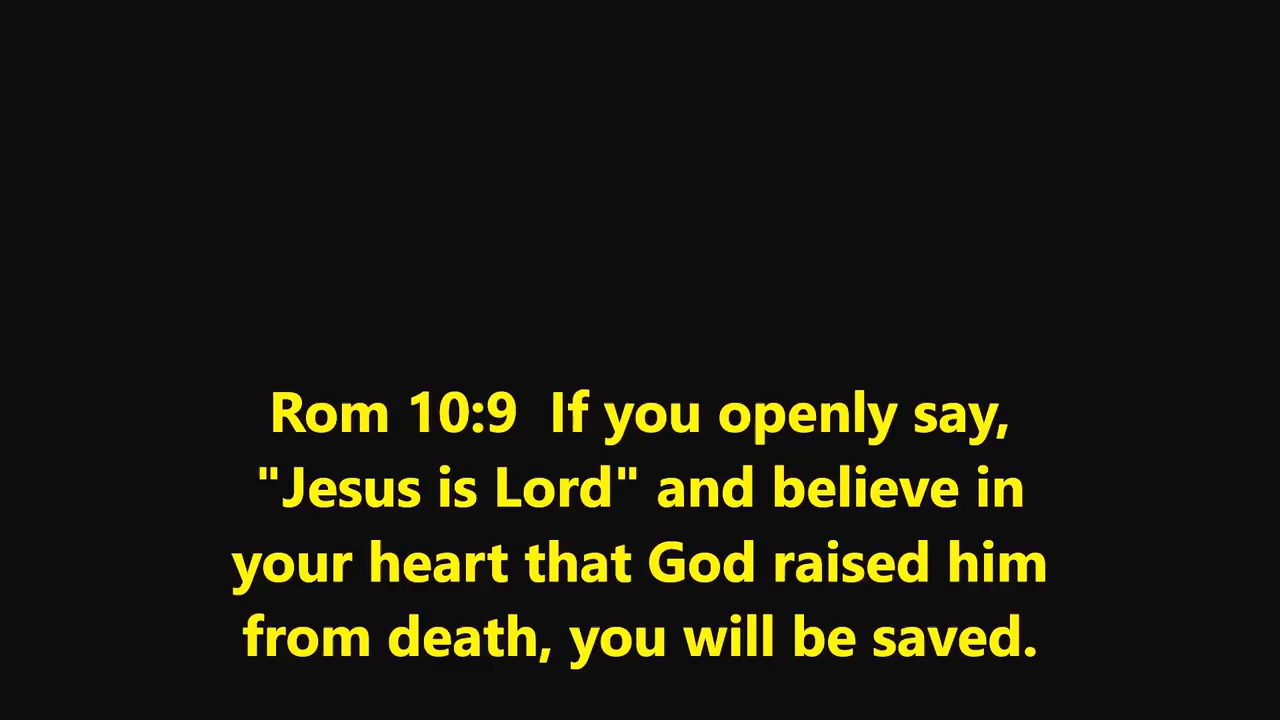 Rom 10:9  If you openly say,
"Jesus is Lord" and believe in
your heart that God raised him
from death, you will be saved.